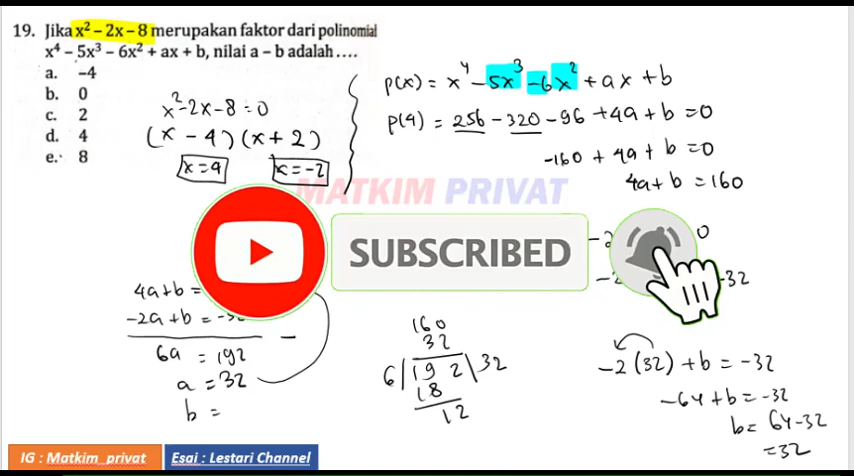 19. Jika x² – 2x – 8 merupakan faktor dari polinomial
x⁴ – 5x³ – 6x² + ax + b, nilai a – b adalah ....
a. –4
b. 0
c. 2
d. 4
e. 8
x²-2x-8=0
(x - 4)(x + 2)
x=4 x=-2
p(x) = x⁴ - 5x³ - 6x² + ax + b
p(4) = 256 - 320 - 96 + 4a + b = 0
-160 + 4a + b = 0
4a + b = 160
MATKIM PRIVAT
SUBSCRIBED
-32
4a+b =
-2a+b =
6a = 192
a = 32
b =
160
32
6 192 32
18
12
-2(32) + b = -32
-64 + b = -32
b = 64-32
= 32
IG : Matkim_privat
Esai : Lestari Channel